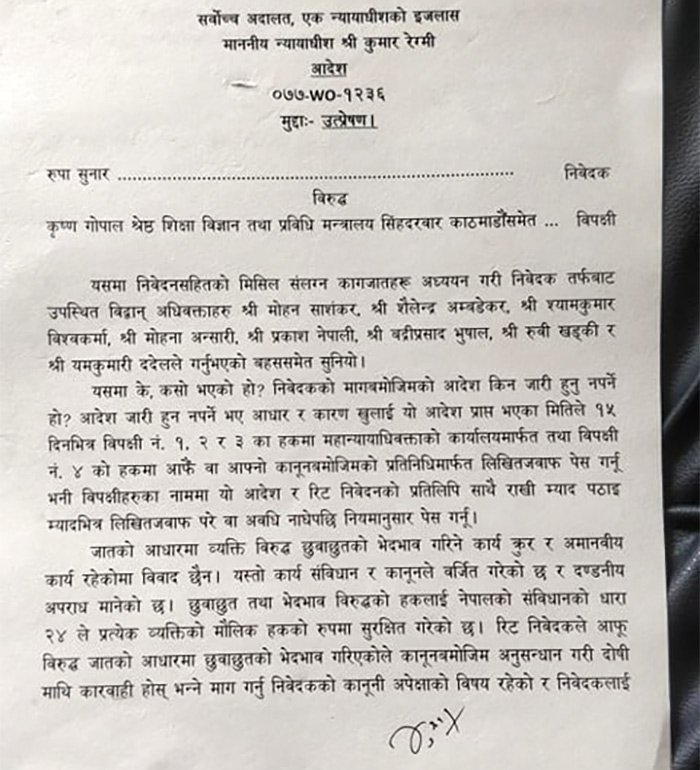 सर्वोच्च अदालत, एक न्यायाधीशको इजलास
माननीय न्यायाधीश श्री कुमार रेग्मी
आदेश
०७७-WO-१२३६
मुद्दाः- उत्प्रेषण।
रुपा सुनार ........................................................................ निवेदक
विरुद्ध
कृष्ण गोपाल श्रेष्ठ शिक्षा विज्ञान तथा प्रविधि मन्त्रालय सिंहदरवार काठमाडौंसमेत ... विपक्षी
यसमा निवेदनसहितको मिसिल संलग्न कागजातहरू अध्ययन गरी निवेदक तर्फबाट
उपस्थित विद्वान् अधिवक्ताहरु श्री मोहन साशंकर, श्री शैलेन्द्र अम्बडेकर, श्री श्यामकुमार
विश्वकर्मा, श्री मोहना अन्सारी, श्री प्रकाश नेपाली, श्री बद्रीप्रसाद भुषाल, श्री रुवी खड्की र
श्री यमकुमारी ददेलले गर्नुभएको बहससमेत सुनियो।
यसमा के, कसो भएको हो? निवेदकको मागबमोजिमको आदेश किन जारी हुनु नपर्ने
हो? आदेश जारी हुन नपर्ने भए आधार र कारण खुलाई यो आदेश प्राप्त भएका मितिले १५
दिनभित्र विपक्षी नं. १, २ र ३ का हकमा महान्यायाधिवक्ताको कार्यालयमार्फत तथा विपक्षी
नं. ४ को हकमा आफै वा आफ्नो कानूनबमोजिमको प्रतिनिधिमार्फत लिखितजवाफ पेस गर्नू
भनी विपक्षीहरुका नाममा यो आदेश र रिट निवेदनको प्रतिलिपि साथै राखी म्याद पठाइ
म्यादभित्र लिखितजवाफ परे वा अवधि नाघेपछि नियमानुसार पेस गर्नू।
जातको आधारमा व्यक्ति विरुद्ध छुवाछुतको भेदभाव गरिने कार्य क्रुर र अमानवीय
कार्य रहेकोमा विवाद छैन। यस्तो कार्य संविधान र कानूनले वर्जित गरेको छ र दण्डनीय
अपराध मानेको छ। छुवाछुत तथा भेदभाव विरुद्धको हकलाई नेपालको संविधानको धारा
२४ ले प्रत्येक व्यक्तिको मौलिक हकको रुपमा सुरक्षित गरेको छ। रिट निवेदकले आफू
विरुद्ध जातको आधारमा छुवाछुतको भेदभाव गरिएकोले कानूनबमोजिम अनुसन्धान गरी दोषी
माथि कारवाही होस् भन्ने माग गर्नु निवेदकको कानूनी अपेक्षाको विषय रहेको र निवेदकलाई